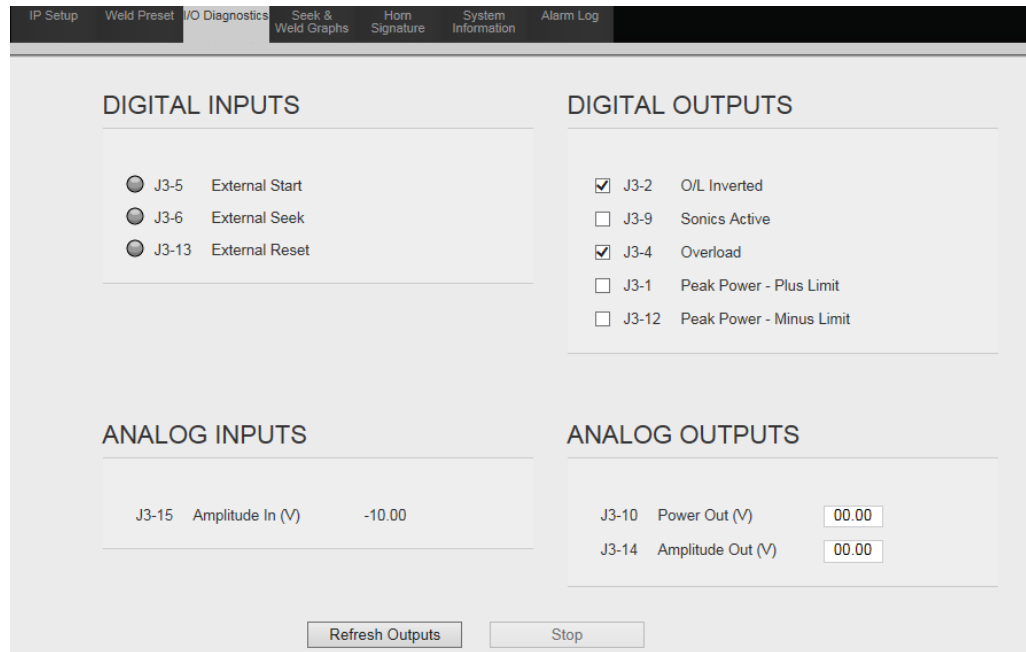 IP Setup Weld Preset I/O Diagnostics Seek & Weld Graphs Horn Signature System Information Alarm Log
DIGITAL INPUTS
J3-5 External Start
J3-6 External Seek
J3-13 External Reset
DIGITAL OUTPUTS
J3-2 O/L Inverted
J3-9 Sonics Active
J3-4 Overload
J3-1 Peak Power - Plus Limit
J3-12 Peak Power - Minus Limit
ANALOG INPUTS
J3-15 Amplitude In (V) -10.00
ANALOG OUTPUTS
J3-10 Power Out (V) 00.00
J3-14 Amplitude Out (V) 00.00
Refresh Outputs Stop